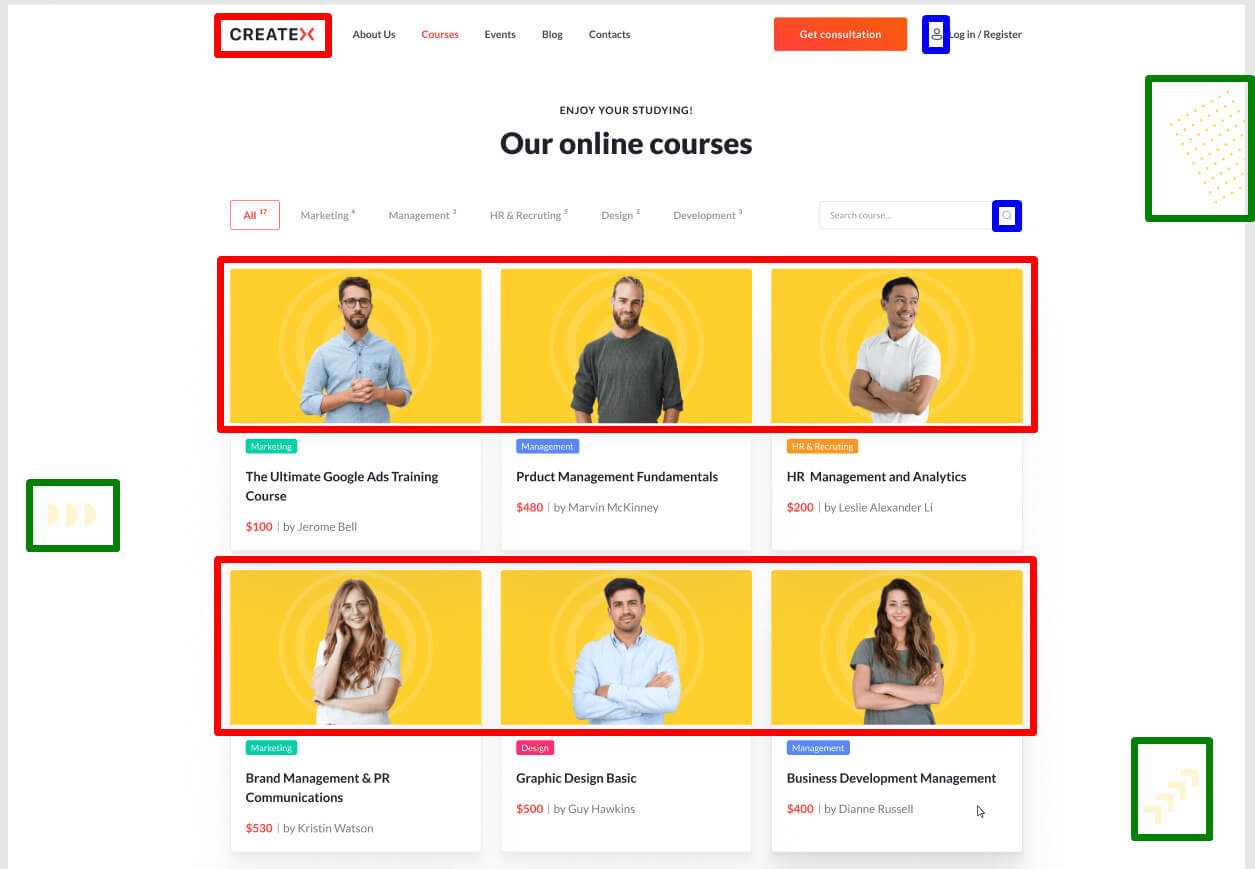 CREATEX About Us Courses Events Blog Contacts Get consultation Log in / Register
ENJOY YOUR STUDYING!
Our online courses
All 17 Marketing 4 Management 3 HR & Recruting 5 Design 2 Development 3 Search course...
Marketing
The Ultimate Google Ads Training
Course
$100 | by Jerome Bell
Management
Prduct Management Fundamentals
$480 | by Marvin McKinney
HR & Recruting
HR Management and Analytics
$200 | by Leslie Alexander Li
Marketing
Brand Management & PR
Communications
$530 | by Kristin Watson
Design
Graphic Design Basic
$500 | by Guy Hawkins
Management
Business Development Management
$400 | by Dianne Russell